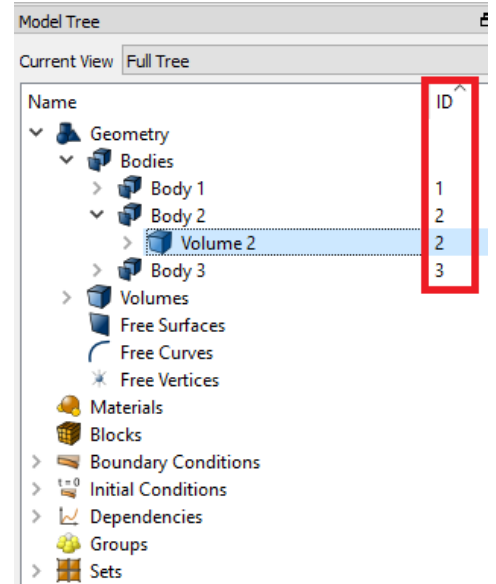 Model Tree
Current View Full Tree
Name ID
Geometry
Bodies
Body 1 1
Body 2 2
Volume 2 2
Body 3 3
Volumes
Free Surfaces
Free Curves
Free Vertices
Materials
Blocks
Boundary Conditions
t=0 Initial Conditions
Dependencies
Groups
Sets